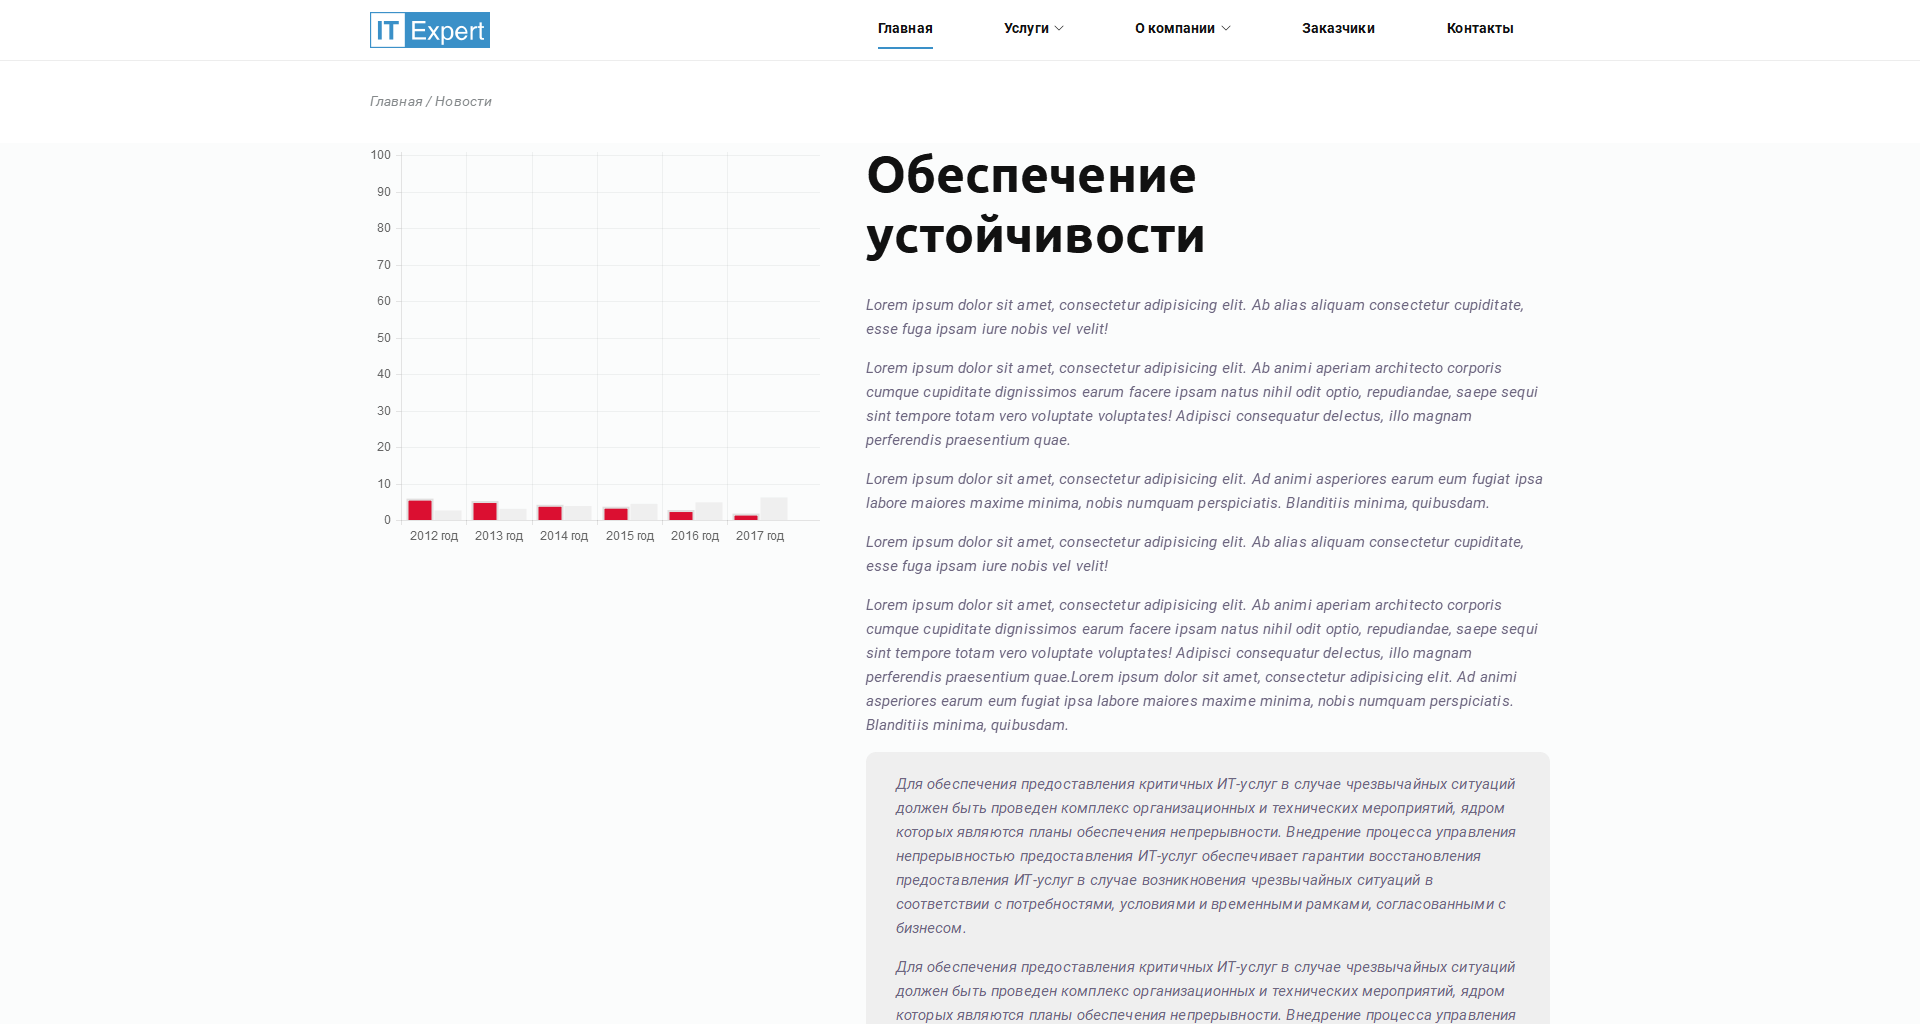 IT Expert
Главная
Услуги
О компании
Заказчики
Контакты
Главная / Новости
100
90
80
70
60
50
40
30
20
10
0
2012 год
2013 год
2014 год
2015 год
2016 год
2017 год
Обеспечение
устойчивости
Lorem ipsum dolor sit amet, consectetur adipisicing elit. Ab alias aliquam consectetur cupiditate,
esse fuga ipsam iure nobis vel velit!
Lorem ipsum dolor sit amet, consectetur adipisicing elit. Ab animi aperiam architecto corporis
cumque cupiditate dignissimos earum facere ipsam natus nihil odit optio, repudiandae, saepe sequi
sint tempore totam vero voluptate voluptates! Adipisci consequatur delectus, illo magnam
perferendis praesentium quae.
Lorem ipsum dolor sit amet, consectetur adipisicing elit. Ad animi asperiores earum eum fugiat ipsa
labore maiores maxime minima, nobis numquam perspiciatis. Blanditiis minima, quibusdam.
Lorem ipsum dolor sit amet, consectetur adipisicing elit. Ab alias aliquam consectetur cupiditate,
esse fuga ipsam iure nobis vel velit!
Lorem ipsum dolor sit amet, consectetur adipisicing elit. Ab animi aperiam architecto corporis
cumque cupiditate dignissimos earum facere ipsam natus nihil odit optio, repudiandae, saepe sequi
sint tempore totam vero voluptate voluptates! Adipisci consequatur delectus, illo magnam
perferendis praesentium quae.Lorem ipsum dolor sit amet, consectetur adipisicing elit. Ad animi
asperiores earum eum fugiat ipsa labore maiores maxime minima, nobis numquam perspiciatis.
Blanditiis minima, quibusdam.
Для обеспечения предоставления критичных ИТ-услуг в случае чрезвычайных ситуаций
должен быть проведен комплекс организационных и технических мероприятий, ядром
которых являются планы обеспечения непрерывности. Внедрение процесса управления
непрерывностью предоставления ИТ-услуг обеспечивает гарантии восстановления
предоставления ИТ-услуг в случае возникновения чрезвычайных ситуаций в
соответствии с потребностями, условиями и временными рамками, согласованными с
бизнесом.
Для обеспечения предоставления критичных ИТ-услуг в случае чрезвычайных ситуаций
должен быть проведен комплекс организационных и технических мероприятий, ядром
которых являются планы обеспечения непрерывности. Внедрение процесса управления